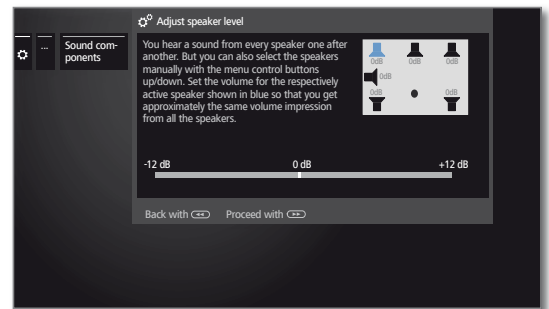 Adjust speaker level
...
Sound com-
ponents
You hear a sound from every speaker one after
another. But you can also select the speakers
manually with the menu control buttons
up/down. Set the volume for the respectively
active speaker shown in blue so that you get
approximately the same volume impression
from all the speakers.
0dB 0dB 0dB
0dB
0dB 0dB
-12 dB 0 dB +12 dB
Back with Proceed with